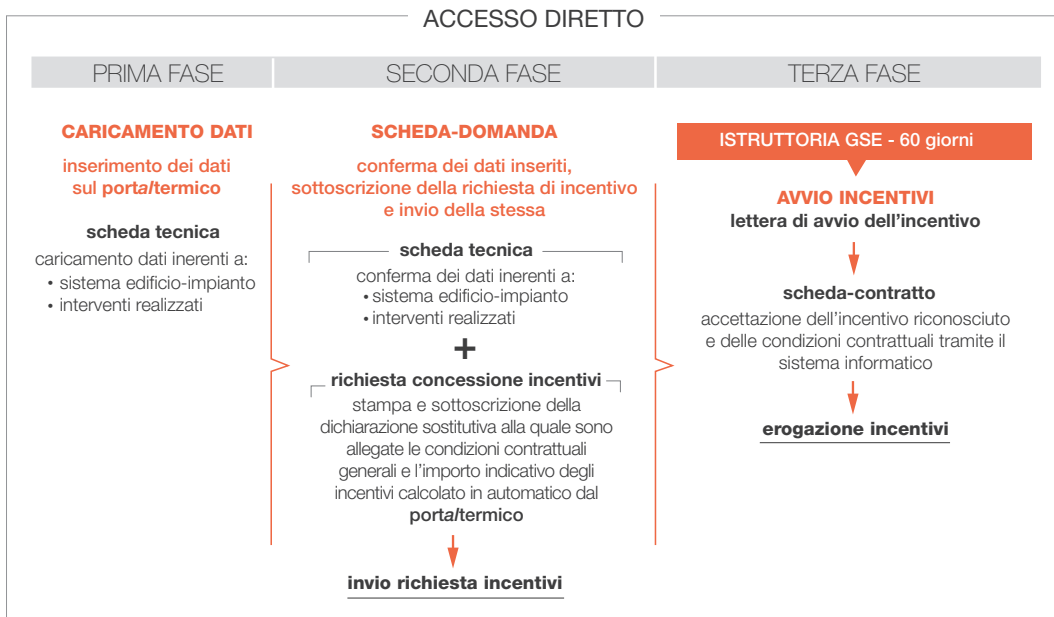 ACCESSO DIRETTO
PRIMA FASE
CARICAMENTO DATI
inserimento dei dati
sul portaltermico
scheda tecnica
caricamento dati inerenti a:
• sistema edificio-impianto
• interventi realizzati
SECONDA FASE
SCHEDA-DOMANDA
conferma dei dati inseriti,
sottoscrizione della richiesta di incentivo
e invio della stessa
scheda tecnica
conferma dei dati inerenti a:
• sistema edificio-impianto
• interventi realizzati
+
richiesta concessione incentivi
stampa e sottoscrizione della
dichiarazione sostitutiva alla quale sono
allegate le condizioni contrattuali
generali e l’importo indicativo degli
incentivi calcolato in automatico dal
portaltermico
invio richiesta incentivi
TERZA FASE
ISTRUTTORIA GSE - 60 giorni
AVVIO INCENTIVI
lettera di avvio dell’incentivo
scheda-contratto
accettazione dell’incentivo riconosciuto
e delle condizioni contrattuali tramite il
sistema informatico
erogazione incentivi